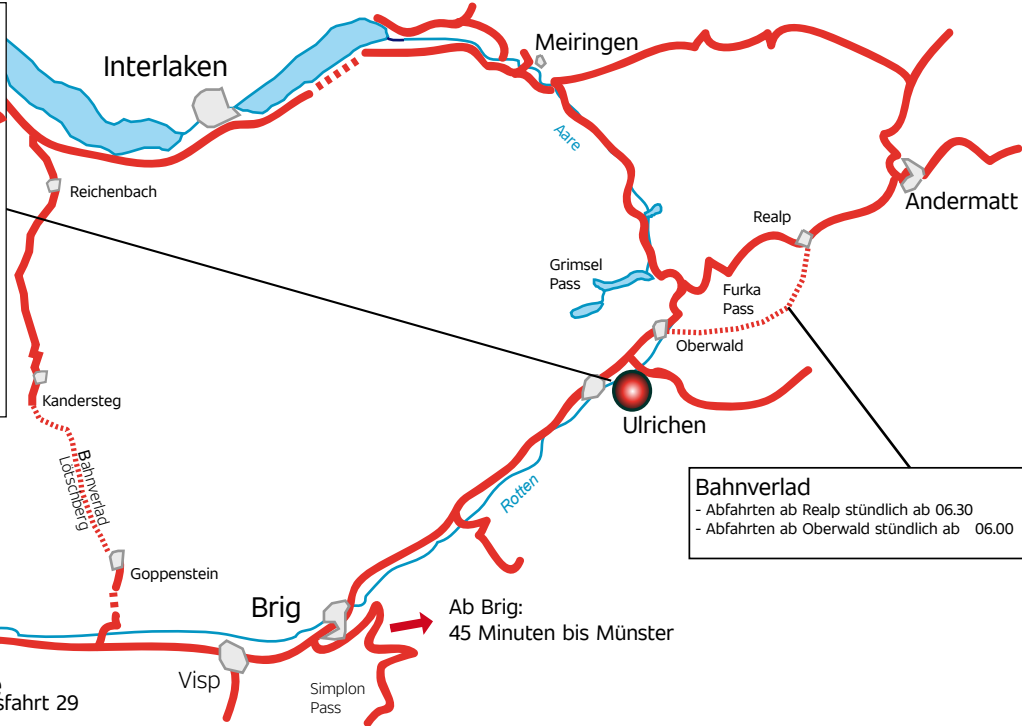 Meiringen
Interlaken
Aare
Reichenbach
Andermatt
Realp
Grimsel
Pass
Furka
Pass
Oberwald
Kandersteg
Ulrichen
Bahnverlad
Lötschberg
Rotten
Bahnverlad
- Abfahrten ab Realp stündlich ab 06.30
- Abfahrten ab Oberwald stündlich ab 06.00
Goppenstein
Brig
Ab Brig:
45 Minuten bis Münster
Visp
Simplon
Pass
sfahrt 29